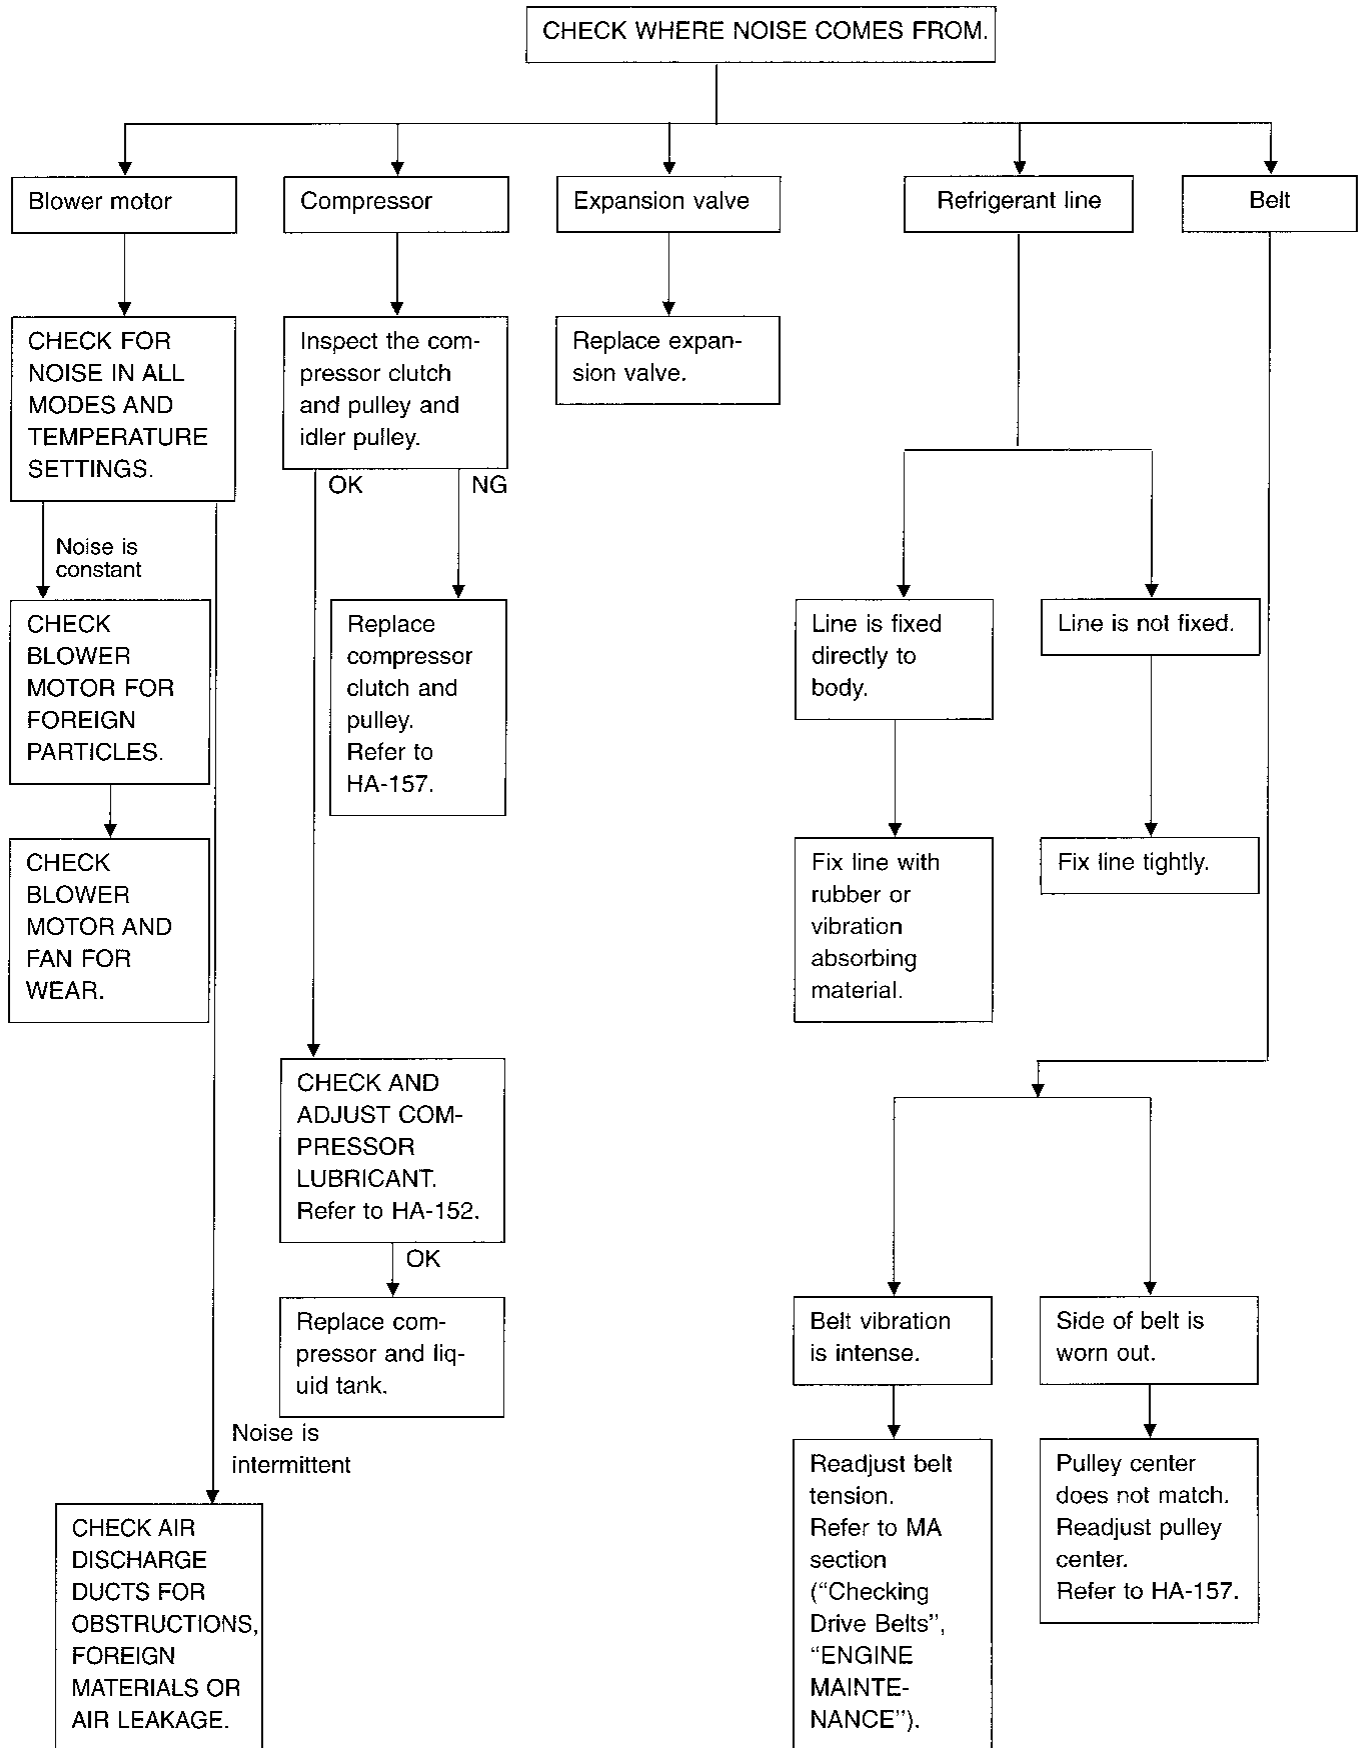 CHECK WHERE NOISE COMES FROM.
Blower motor
Compressor
Expansion valve
Refrigerant line
Belt
CHECK FOR
NOISE IN ALL
MODES AND
TEMPERATURE
SETTINGS.
Inspect the com-
pressor clutch
and pulley and
idler pulley.
Replace expan-
sion valve.
OK
NG
Noise is
constant
CHECK
BLOWER
MOTOR FOR
FOREIGN
PARTICLES.
Replace
compressor
clutch and
pulley.
Refer to
HA-157.
Line is fixed
directly to
body.
Line is not fixed.
CHECK
BLOWER
MOTOR AND
FAN FOR
WEAR.
Fix line with
rubber or
vibration
absorbing
material.
Fix line tightly.
CHECK AND
ADJUST COM-
PRESSOR
LUBRICANT.
Refer to HA-152.
OK
Replace com-
pressor and liq-
uid tank.
Belt vibration
is intense.
Side of belt is
worn out.
Noise is
intermittent
Readjust belt
tension.
Refer to MA
section
(“Checking
Drive Belts”,
“ENGINE
MAINTE-
NANCE”).
Pulley center
does not match.
Readjust pulley
center.
Refer to HA-157.
CHECK AIR
DISCHARGE
DUCTS FOR
OBSTRUCTIONS,
FOREIGN
MATERIALS OR
AIR LEAKAGE.